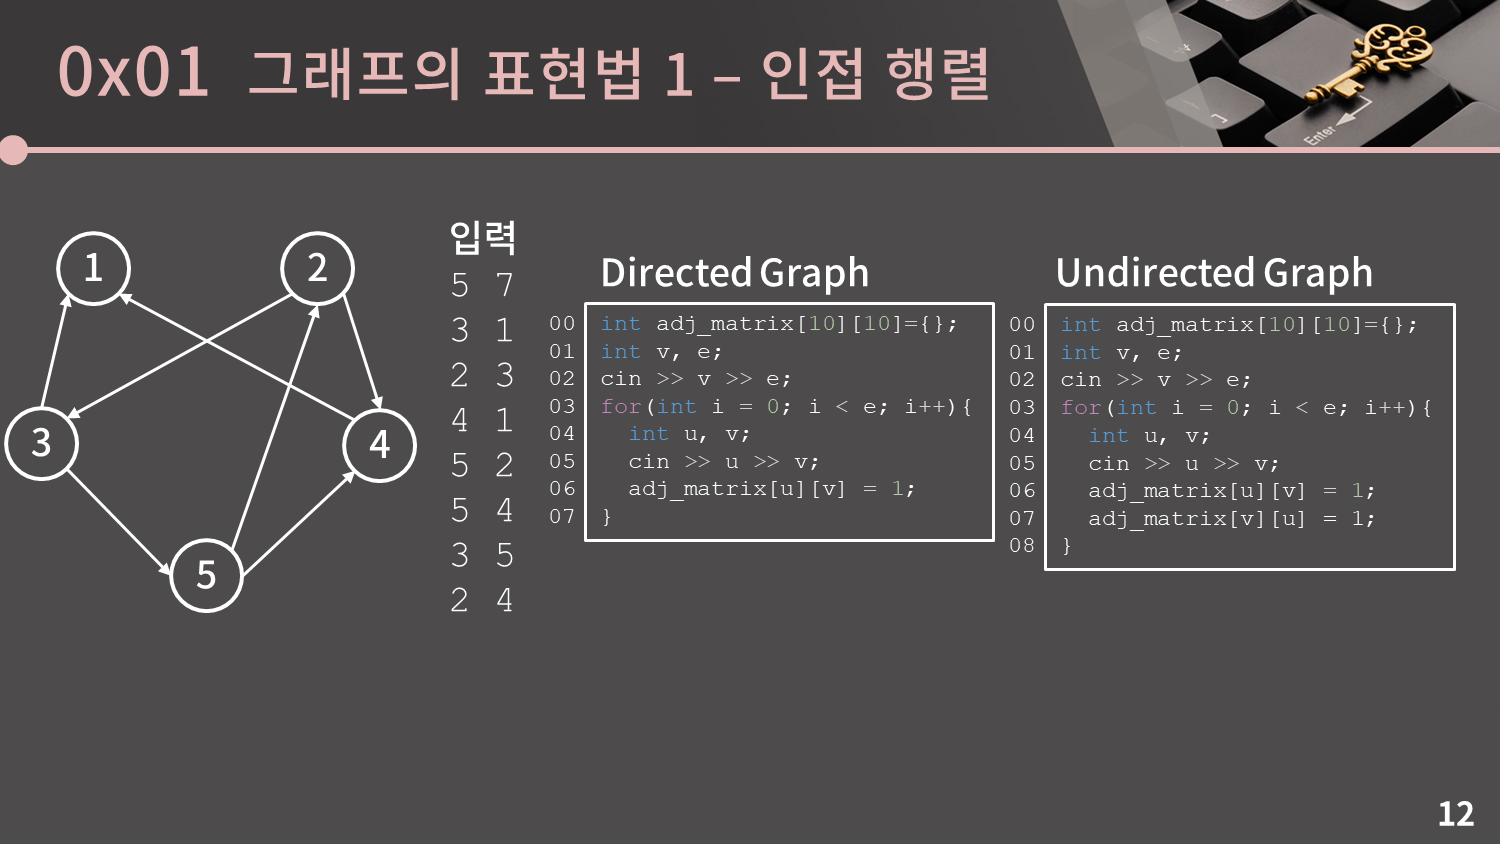 0x01 그래프의 표현법 1 – 인접 행렬
Enter
1
2
3
4
5
입력
5 7
3 1
2 3
4 1
5 2
5 4
3 5
2 4
Directed Graph
00 int adj_matrix[10][10]={};
01 int v, e;
02 cin >> v >> e;
03 for(int i = 0; i < e; i++){
04   int u, v;
05   cin >> u >> v;
06   adj_matrix[u][v] = 1;
07 }
Undirected Graph
00 int adj_matrix[10][10]={};
01 int v, e;
02 cin >> v >> e;
03 for(int i = 0; i < e; i++){
04   int u, v;
05   cin >> u >> v;
06   adj_matrix[u][v] = 1;
07   adj_matrix[v][u] = 1;
08 }
12